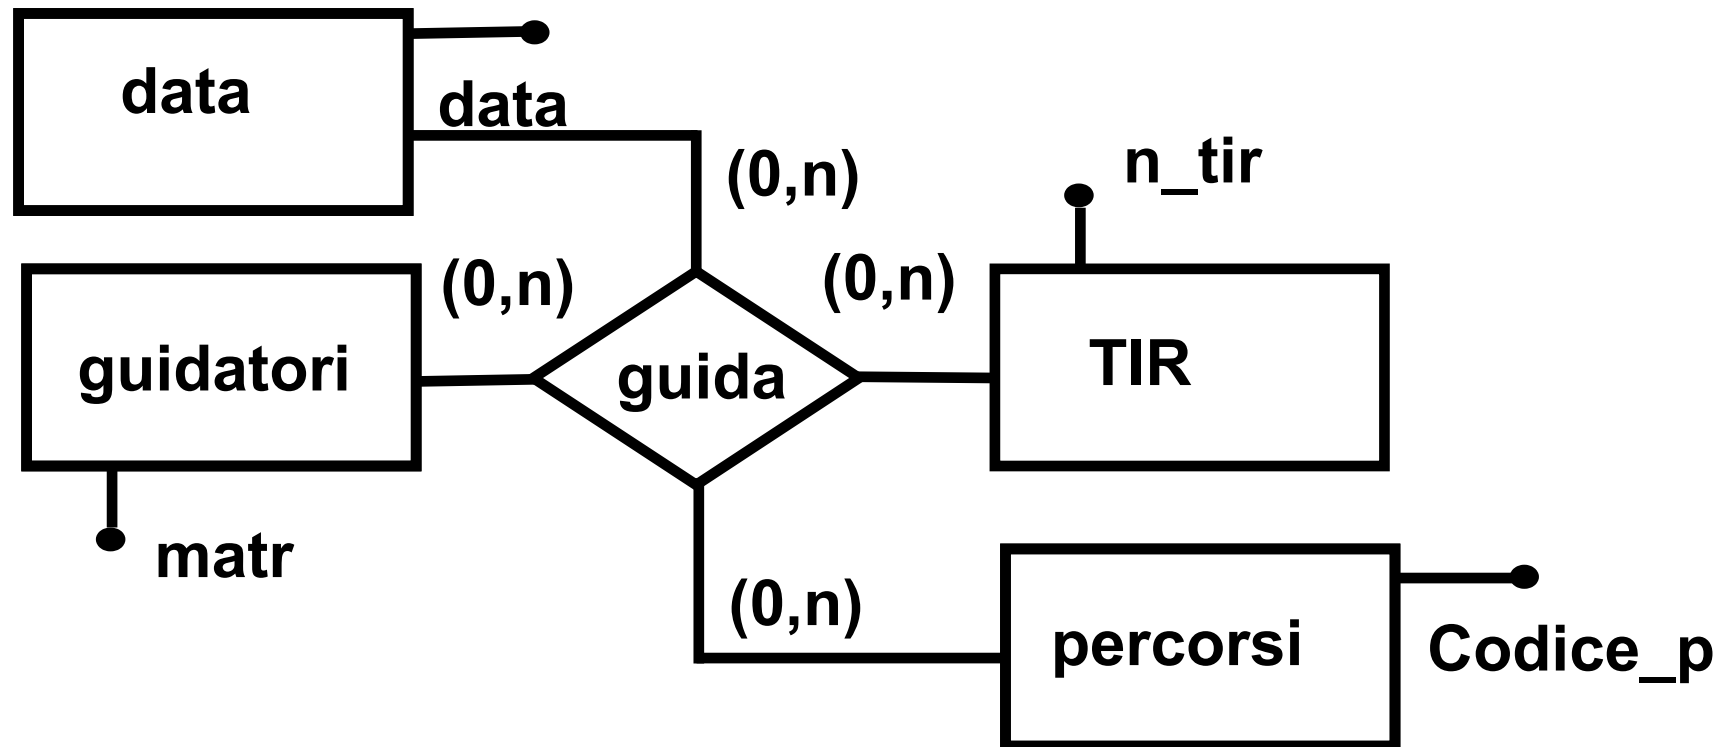 data
data
(0,n)
n_tir
guidatori
(0,n)
guida
(0,n)
TIR
matr
(0,n)
percorsi
Codice_p